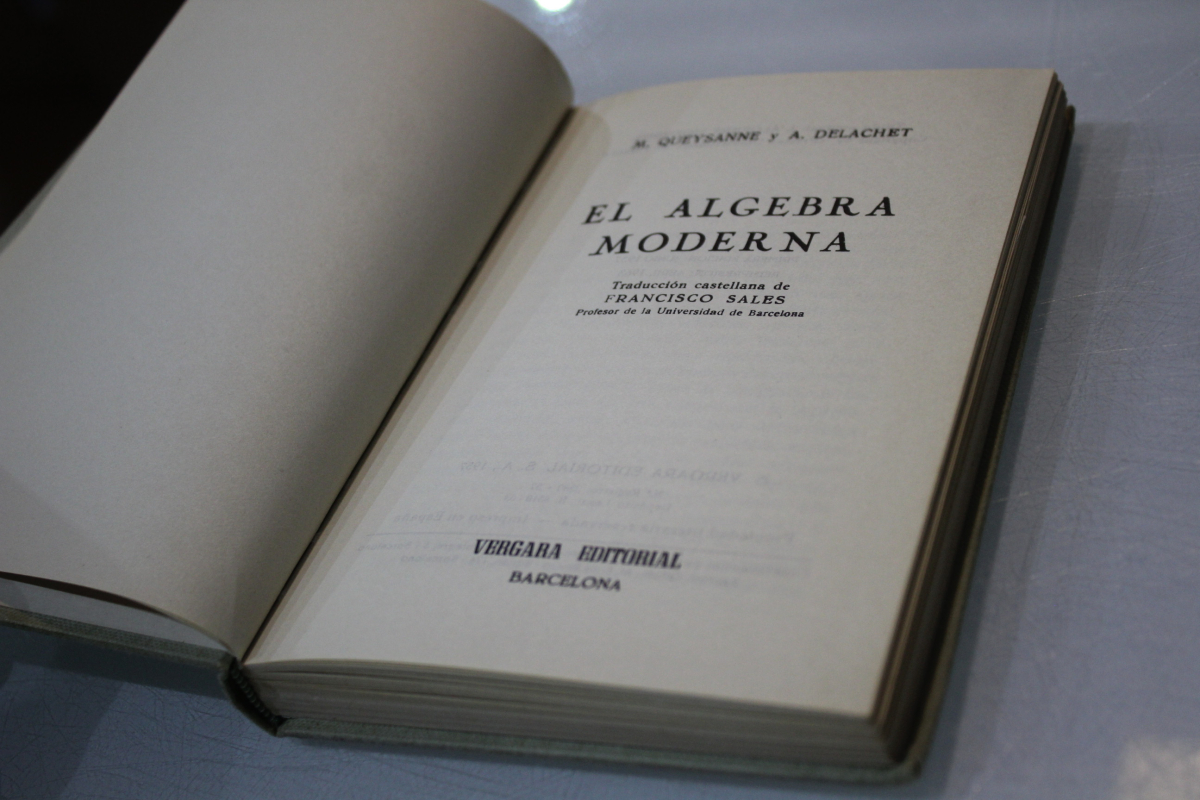 M. QUEYSANNE y A. DELACHET
EL ALGEBRA
MODERNA
Traducción castellana de
FRANCISCO SALES
Profesor de la Universidad de Barcelona
VERGARA EDITORIAL
BARCELONA